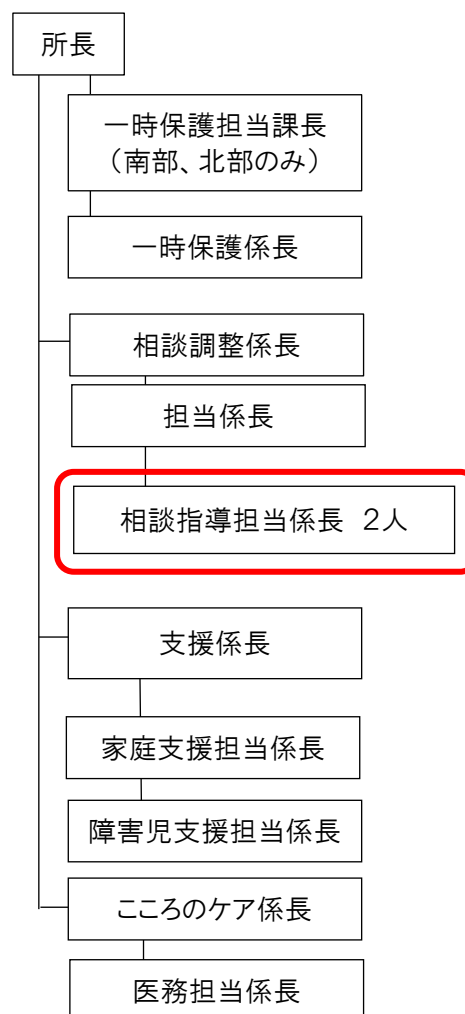 所長
一時保護担当課長
（南部、北部のみ）
一時保護係長
相談調整係長
担当係長
相談指導担当係長　２人
支援係長
家庭支援担当係長
障害児支援担当係長
こころのケア係長
医務担当係長